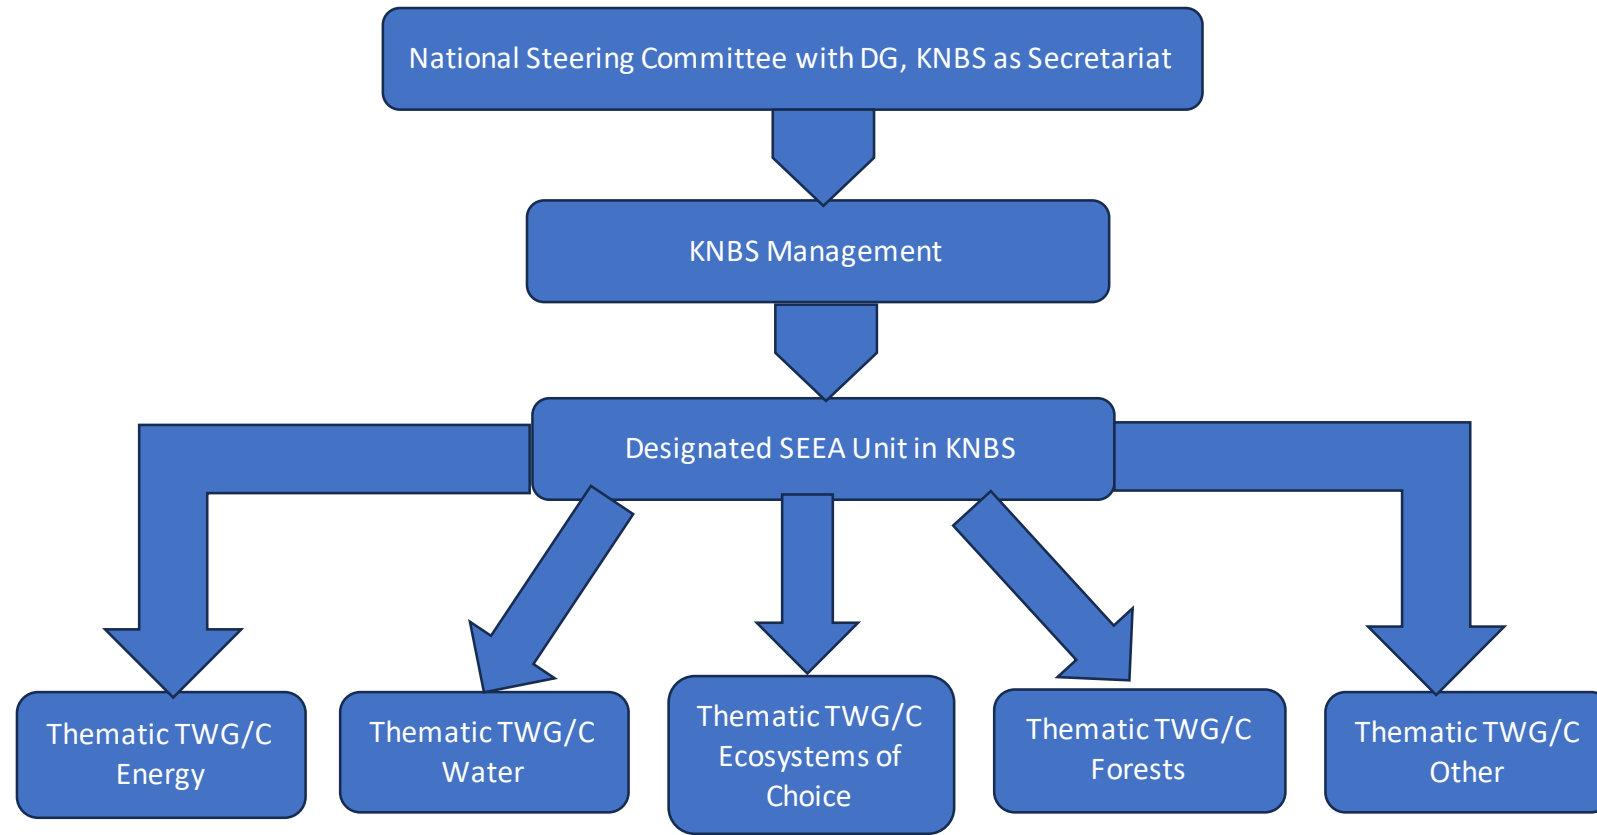 National Steering Committee with DG, KNBS as Secretariat
KNBS Management
Designated SEEA Unit in KNBS
Thematic TWG/C
Energy
Thematic TWG/C
Water
Thematic TWG/C
Ecosystems of
Choice
Thematic TWG/C
Forests
Thematic TWG/C
Other